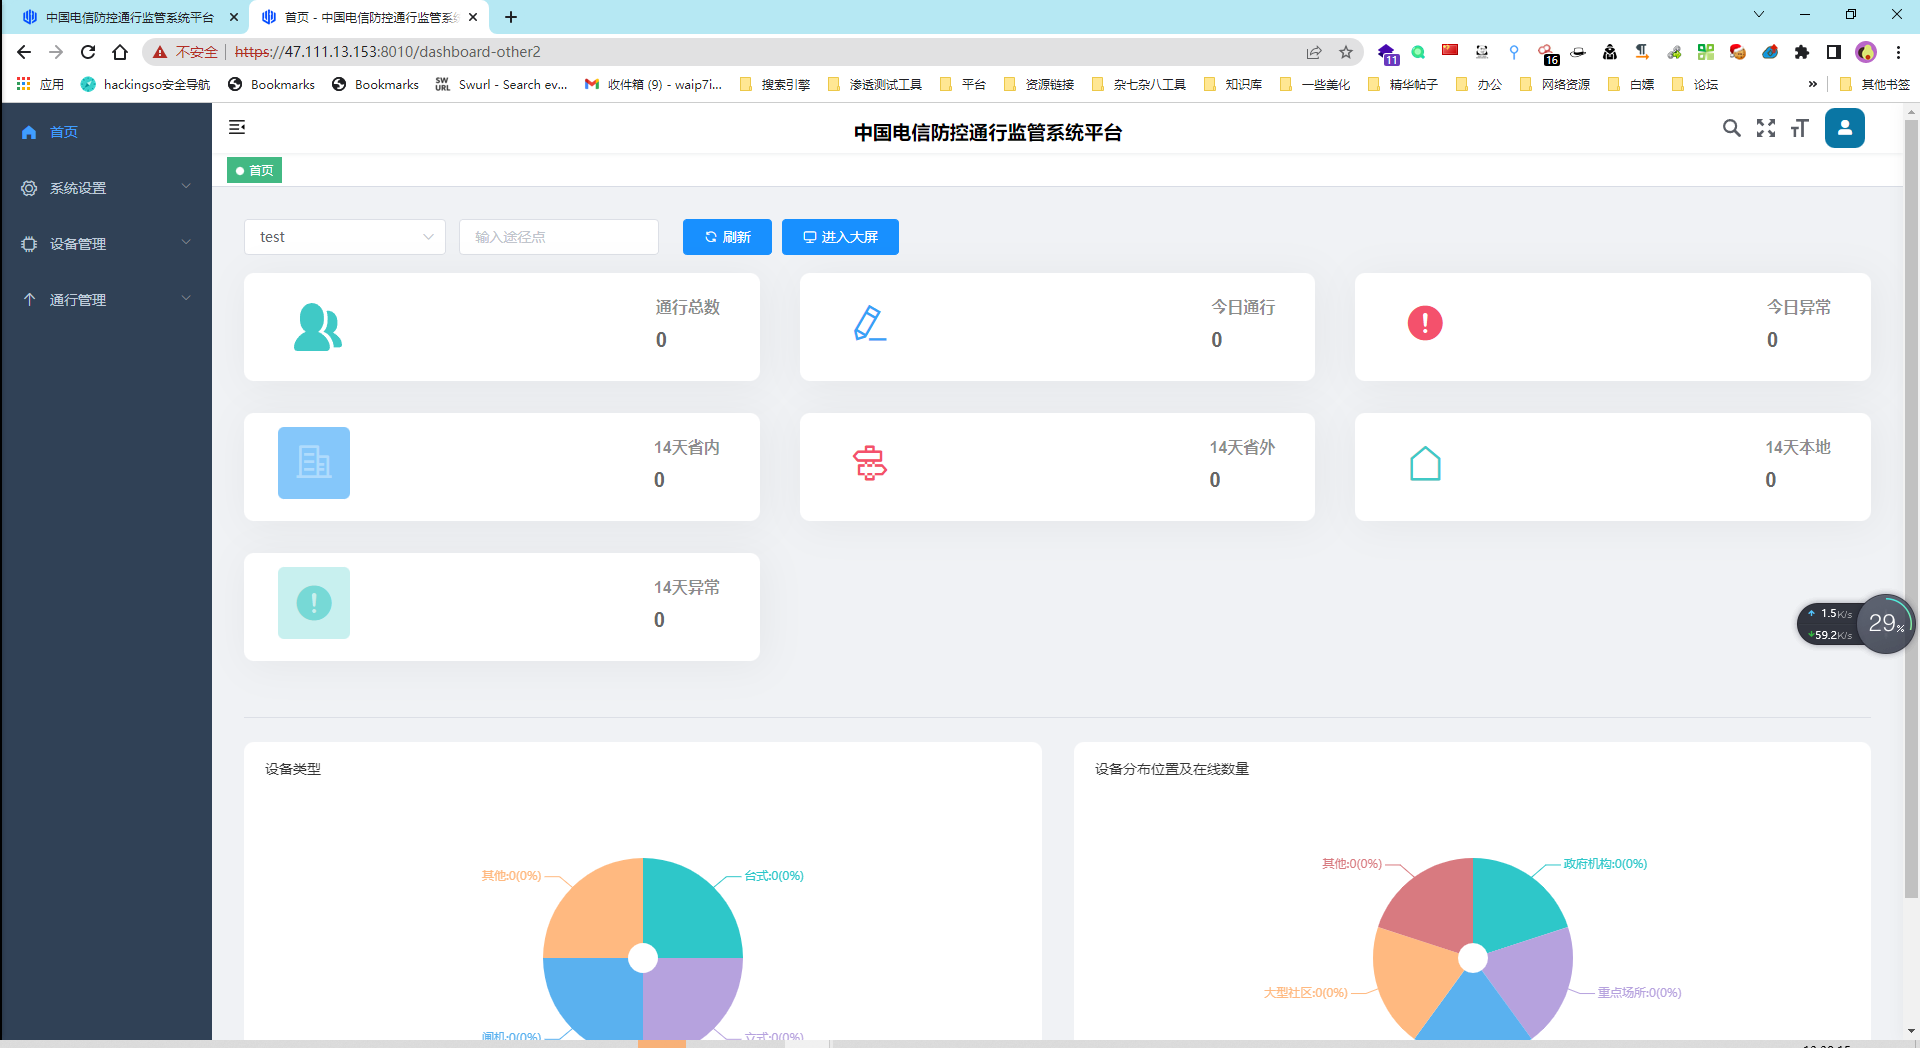 中国电信防控通行监管系统平台
首页 - 中国电信防控通行监管系
不安全 https://47.111.13.153:8010/dashboard-other2
11
16
应用 hackingso安全导航 Bookmarks Bookmarks SW URL Swurl - Search ev... 收件箱 (9) - waip7i... 搜索引擎 渗透测试工具 平台 资源链接 杂七杂八工具 知识库 一些美化 精华帖子 办公 网络资源 白嫖 论坛 » 其他书签
首页
系统设置
设备管理
通行管理
中国电信防控通行监管系统平台
首页
test 输入途径点 刷新 进入大屏
通行总数
0
今日通行
0
今日异常
0
14天省内
0
14天省外
0
14天本地
0
14天异常
0
1.5K/s
59.2K/s
29%
设备类型
其他:0(0%)
台式:0(0%)
闸机:0(0%)
立式:0(0%)
设备分布位置及在线数量
其他:0(0%)
政府机构:0(0%)
大型社区:0(0%)
重点场所:0(0%)